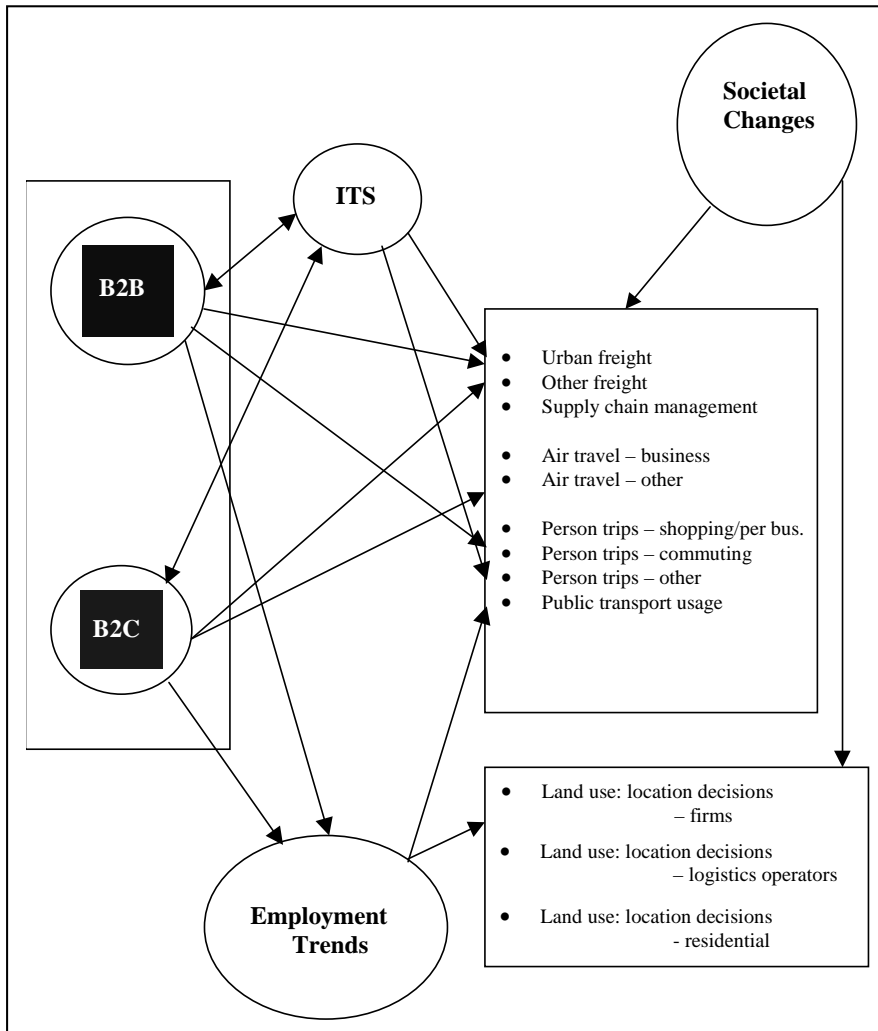 Societal
Changes
ITS
B2B
B2C
• Urban freight
• Other freight
• Supply chain management
• Air travel – business
• Air travel – other
• Person trips – shopping/per bus.
• Person trips – commuting
• Person trips – other
• Public transport usage
• Land use: location decisions
– firms
• Land use: location decisions
– logistics operators
• Land use: location decisions
- residential
Employment
Trends